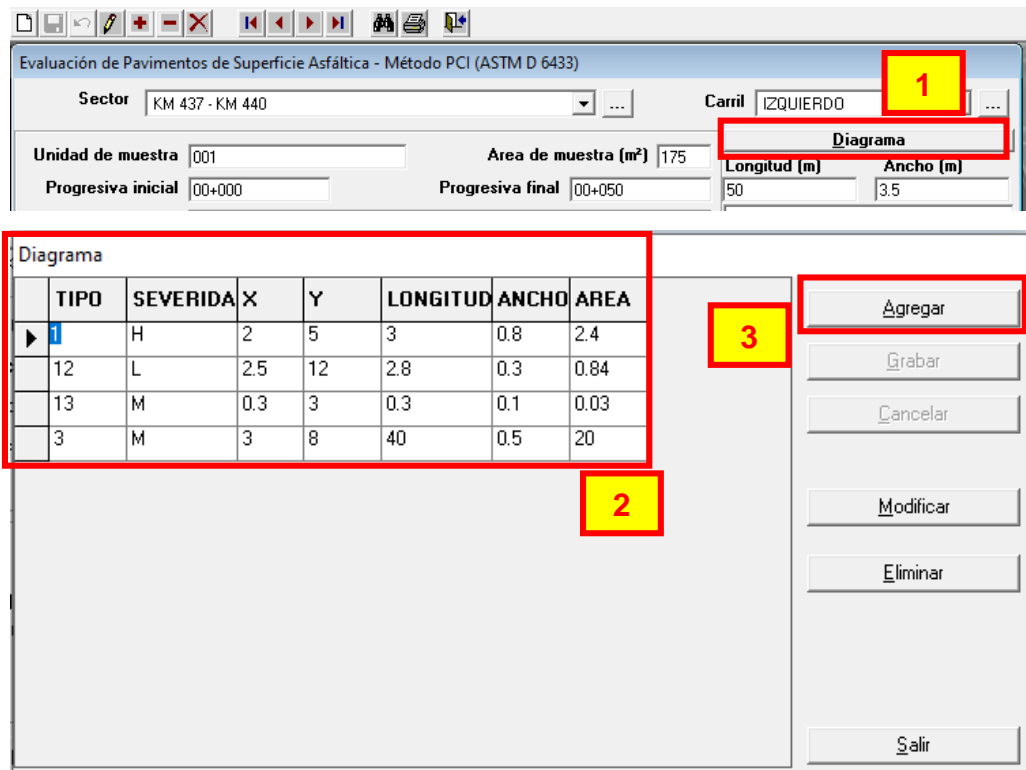 Evaluación de Pavimentos de Superficie Asfáltica - Método PCI (ASTM D 6433)
1
Sector KM 437 - KM 440 ... Carril IZQUIERDO ...
Diagrama
Unidad de muestra 001 Area de muestra (m²) 175 Longitud (m) Ancho (m)
Progresiva inicial 00+000 Progresiva final 00+050 50 3.5
Diagrama
TIPO SEVERIDA X Y LONGITUD ANCHO AREA
1 H 2 5 3 0.8 2.4
12 L 2.5 12 2.8 0.3 0.84
13 M 0.3 3 0.3 0.1 0.03
3 M 3 8 40 0.5 20
2
3
Agregar
Grabar
Cancelar
Modificar
Eliminar
Salir